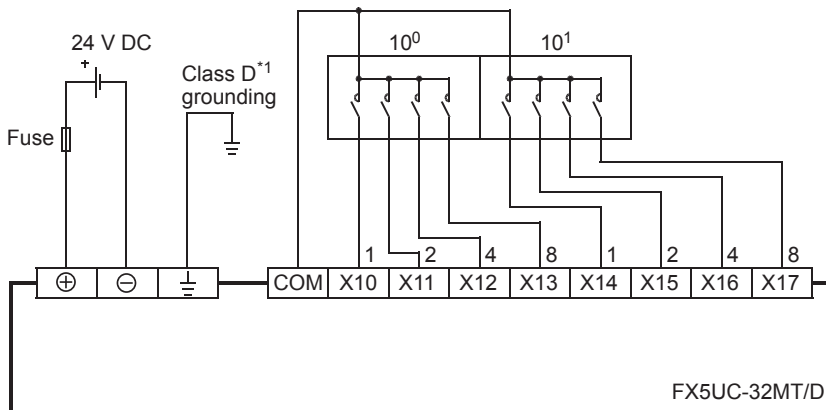 24 V DC
+
Class D*1
grounding
Fuse
10⁰
10¹
1 2 4 8 1 2 4 8
COM X10 X11 X12 X13 X14 X15 X16 X17
FX5UC-32MT/D